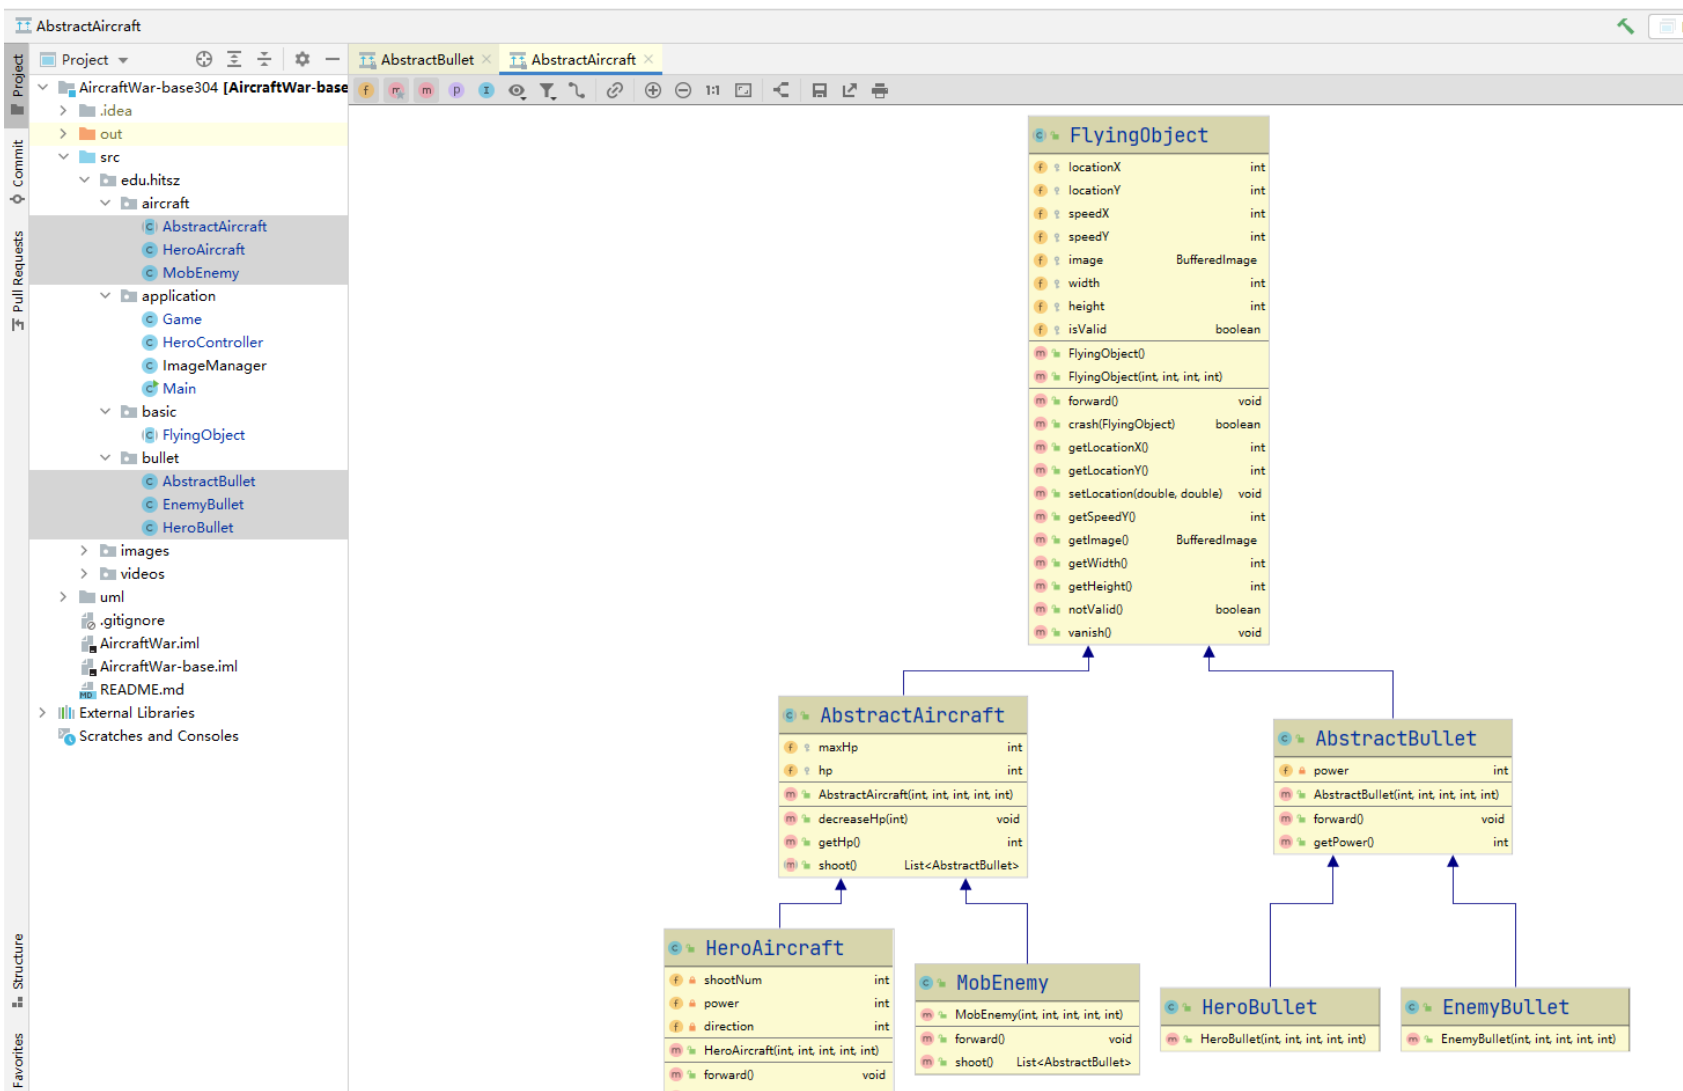 AbstractAircraft
Project
Commit
Pull Requests
Structure
Favorites
Project
AircraftWar-base304 [AircraftWar-base
.idea
out
src
edu.hitsz
aircraft
AbstractAircraft
HeroAircraft
MobEnemy
application
Game
HeroController
ImageManager
Main
basic
FlyingObject
bullet
AbstractBullet
EnemyBullet
HeroBullet
images
videos
uml
.gitignore
AircraftWar.iml
AircraftWar-base.iml
README.md
External Libraries
Scratches and Consoles
AbstractBullet
AbstractAircraft
1:1
FlyingObject
locationX int
locationY int
speedX int
speedY int
image BufferedImage
width int
height int
isValid boolean
FlyingObject()
FlyingObject(int, int, int, int)
forward() void
crash(FlyingObject) boolean
getLocationX() int
getLocationY() int
setLocation(double, double) void
getSpeedY() int
getImage() BufferedImage
getWidth() int
getHeight() int
notValid() boolean
vanish() void
AbstractAircraft
maxHp int
hp int
AbstractAircraft(int, int, int, int, int)
decreaseHp(int) void
getHp() int
shoot() List<AbstractBullet>
AbstractBullet
power int
AbstractBullet(int, int, int, int, int)
forward() void
getPower() int
HeroAircraft
shootNum int
power int
direction int
HeroAircraft(int, int, int, int, int)
forward() void
MobEnemy
MobEnemy(int, int, int, int, int)
forward() void
shoot() List<AbstractBullet>
HeroBullet
HeroBullet(int, int, int, int, int)
EnemyBullet
EnemyBullet(int, int, int, int, int)